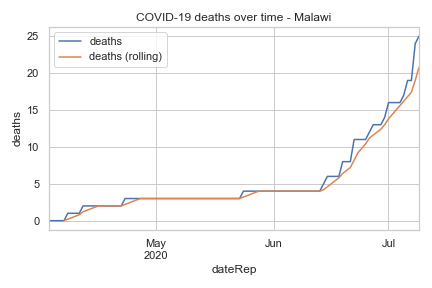 COVID-19 deaths over time - Malawi
deaths
deaths (rolling)
25
20
15
10
5
0
deaths
May
2020
Jun
Jul
dateRep